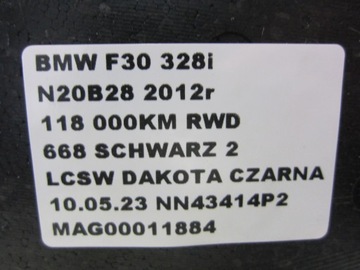 BMW F30 328i
N20B28 2012r
118 000KM RWD
668 SCHWARZ 2
LCSW DAKOTA CZARNA
10.05.23 NN43414P2
MAG00011884